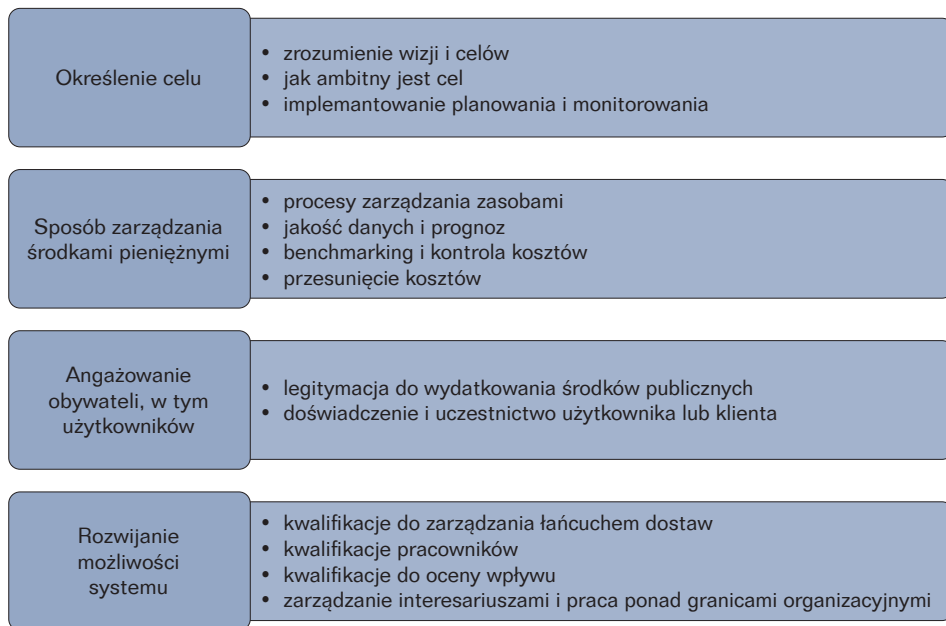 Określenie celu
• zrozumienie wizji i celów
• jak ambitny jest cel
• implemantowanie planowania i monitorowania
Sposób zarządzania
środkami pieniężnymi
• procesy zarządzania zasobami
• jakość danych i prognoz
• benchmarking i kontrola kosztów
• przesunięcie kosztów
Angażowanie
obywateli, w tym
użytkowników
• legitymacja do wydatkowania środków publicznych
• doświadczenie i uczestnictwo użytkownika lub klienta
Rozwijanie
możliwości
systemu
• kwalifikacje do zarządzania łańcuchem dostaw
• kwalifikacje pracowników
• kwalifikacje do oceny wpływu
• zarządzanie interesariuszami i praca ponad granicami organizacyjnymi